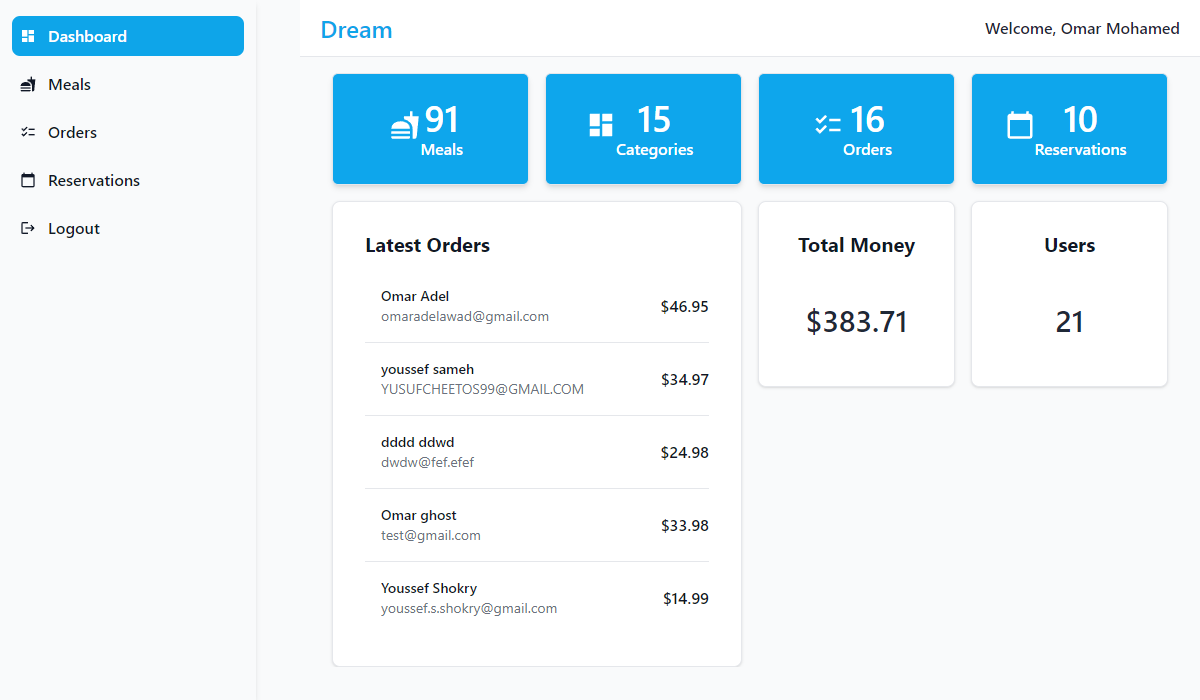 Dashboard
Meals
Orders
Reservations
Logout
Dream
Welcome, Omar Mohamed
91
Meals
15
Categories
16
Orders
10
Reservations
Latest Orders
Omar Adel
omaradelawad@gmail.com
$46.95
youssef sameh
YUSUFCHEETOS99@GMAIL.COM
$34.97
dddd ddwd
dwdw@fef.efef
$24.98
Omar ghost
test@gmail.com
$33.98
Youssef Shokry
youssef.s.shokry@gmail.com
$14.99
Total Money
$383.71
Users
21